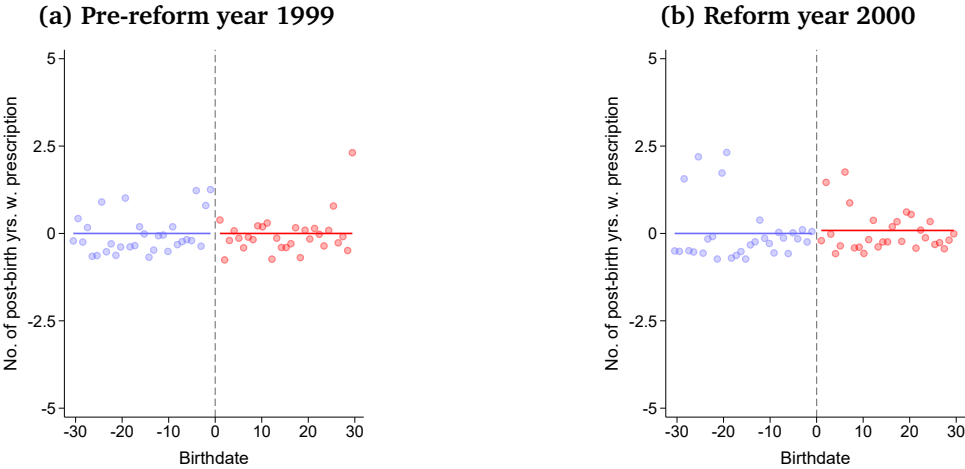 (a) Pre-reform year 1999
No. of post-birth yrs. w. prescription
5
2.5
0
-2.5
-5
-30 -20 -10 0 10 20 30
Birthdate
(b) Reform year 2000
No. of post-birth yrs. w. prescription
5
2.5
0
-2.5
-5
-30 -20 -10 0 10 20 30
Birthdate